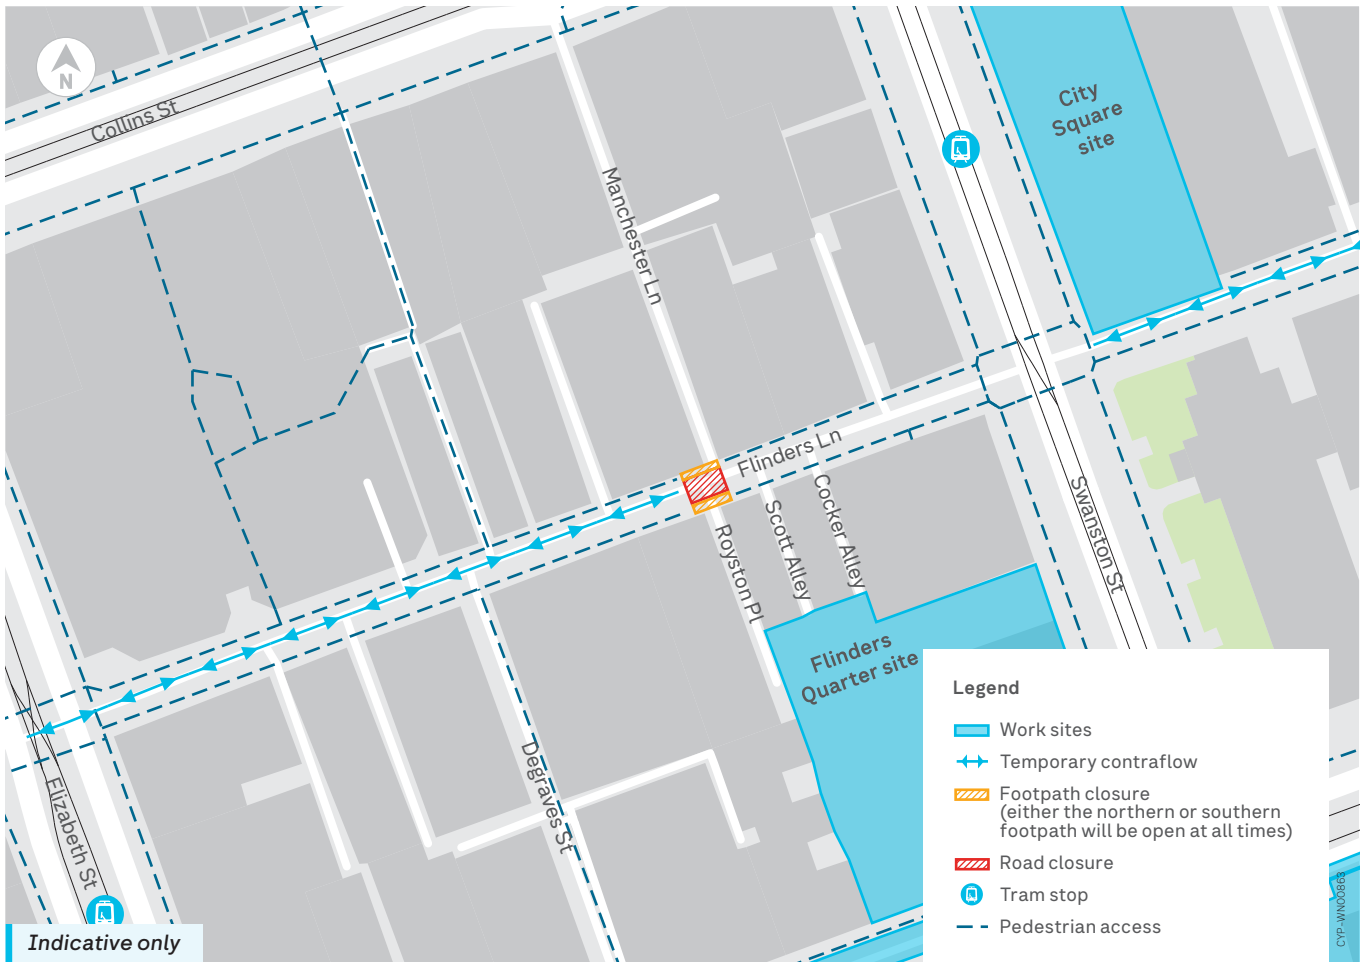 N
Collins St
Manchester Ln
City
Square
site
Flinders Ln
Swanston St
Cocker Alley
Scott Alley
Royston Pl
Flinders
Quarter site
Degraves St
Elizabeth St
Indicative only
Legend
Work sites
Temporary contraflow
Footpath closure
(either the northern or southern
footpath will be open at all times)
Road closure
Tram stop
Pedestrian access
CYP-WN00863